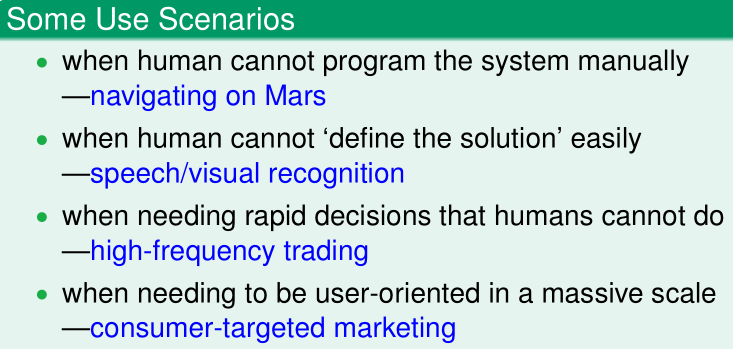 Some Use Scenarios
• when human cannot program the system manually
—navigating on Mars
• when human cannot ‘define the solution’ easily
—speech/visual recognition
• when needing rapid decisions that humans cannot do
—high-frequency trading
• when needing to be user-oriented in a massive scale
—consumer-targeted marketing